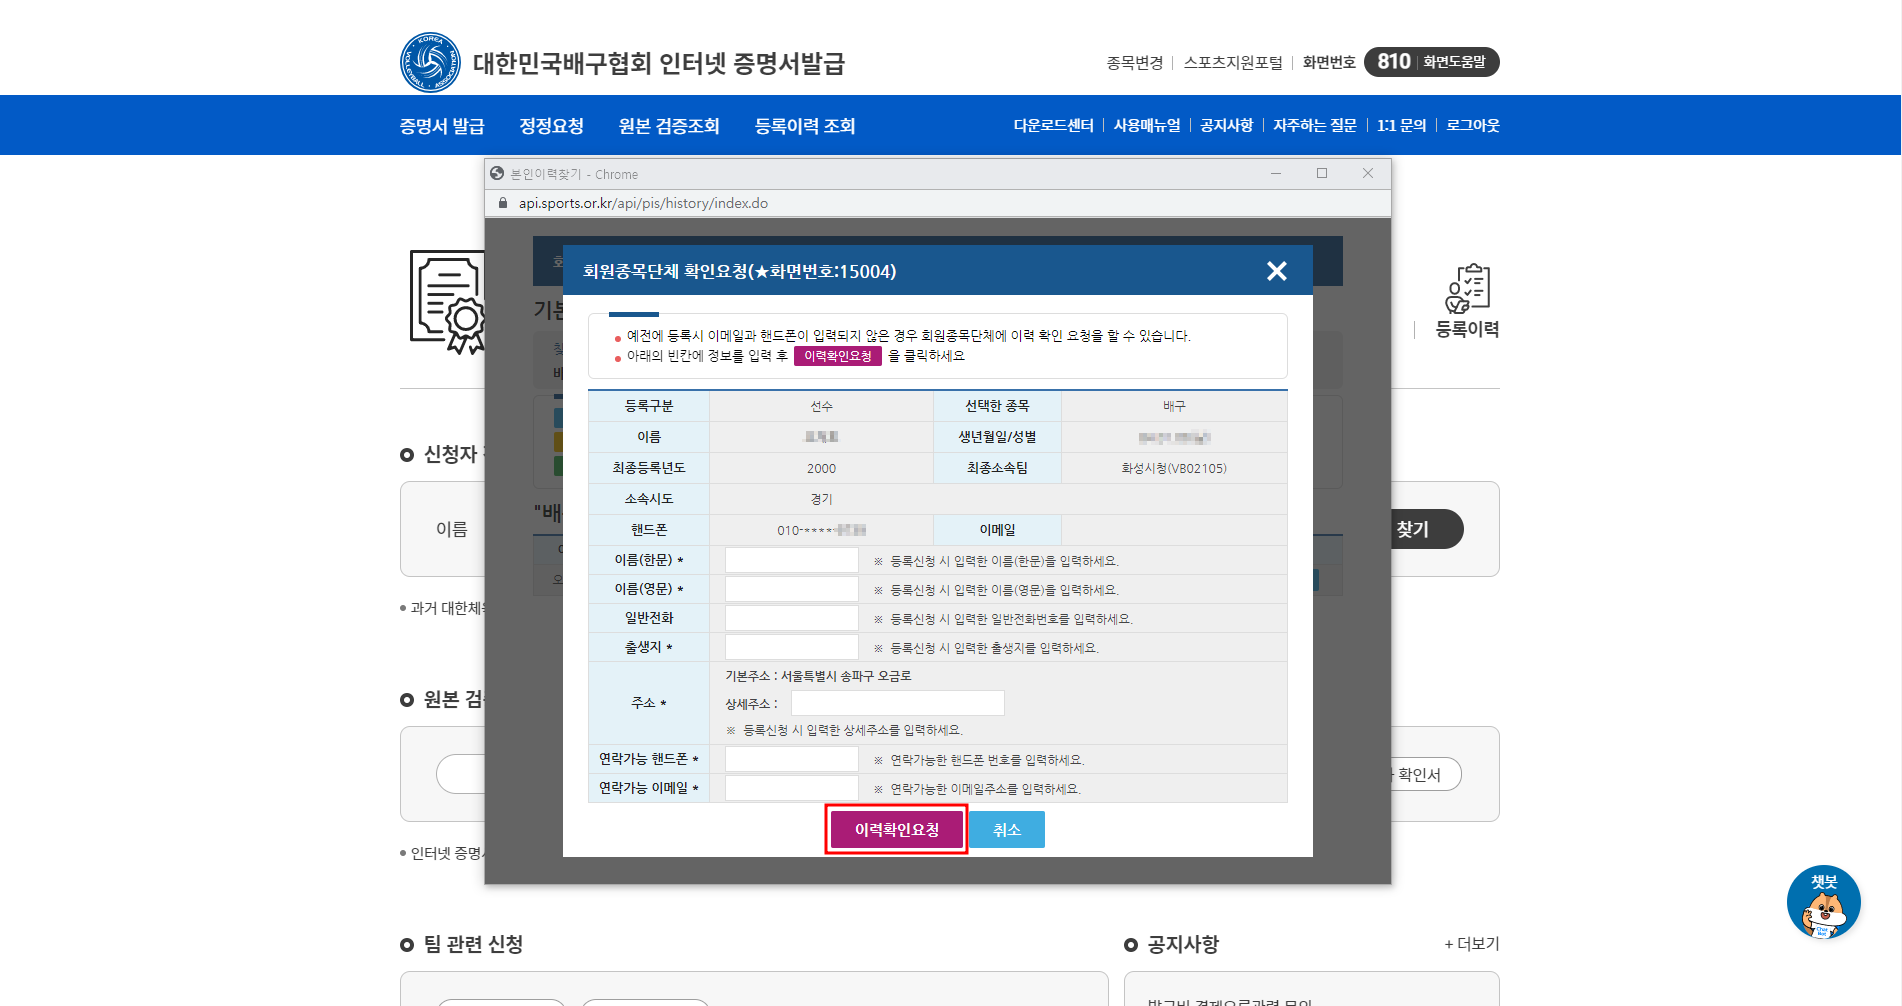 KOREA VOLLEYBALL ASSOCIATION
대한민국배구협회 인터넷 증명서발급
종목변경 스포츠지원포털 화면번호 810 화면도움말
증명서 발급 정정요청 원본 검증조회 등록이력 조회
다운로드센터 사용매뉴얼 공지사항 자주하는 질문 1:1 문의 로그아웃
본인이력찾기 - Chrome
api.sports.or.kr/api/pis/history/index.do
회원종목단체 확인요청(★화면번호:15004)
기본
예전에 등록시 이메일과 핸드폰이 입력되지 않은 경우 회원종목단체에 이력 확인 요청을 할 수 있습니다.
아래의 빈칸에 정보를 입력 후 이력확인요청 을 클릭하세요
등록이력
등록구분 선수 선택한 종목 배구
이름 생년월일/성별
최종등록년도 2000 최종소속팀 화성시청(VB02105)
소속시도 경기
핸드폰 010-**** 이메일
이름(한문) * ※ 등록신청 시 입력한 이름(한문)을 입력하세요.
이름(영문) * ※ 등록신청 시 입력한 이름(영문)을 입력하세요.
일반전화 ※ 등록신청 시 입력한 일반전화번호를 입력하세요.
출생지 * ※ 등록신청 시 입력한 출생지를 입력하세요.
주소 * 기본주소 : 서울특별시 송파구 오금로
상세주소 :
※ 등록신청 시 입력한 상세주소를 입력하세요.
연락가능 핸드폰 * ※ 연락가능한 핸드폰 번호를 입력하세요.
연락가능 이메일 * ※ 연락가능한 이메일주소를 입력하세요.
이력확인요청 취소
신청자
이름
찾기
"배
과거 대한체
원본 검
확인서
인터넷 증명
챗봇
팀 관련 신청
공지사항 + 더보기